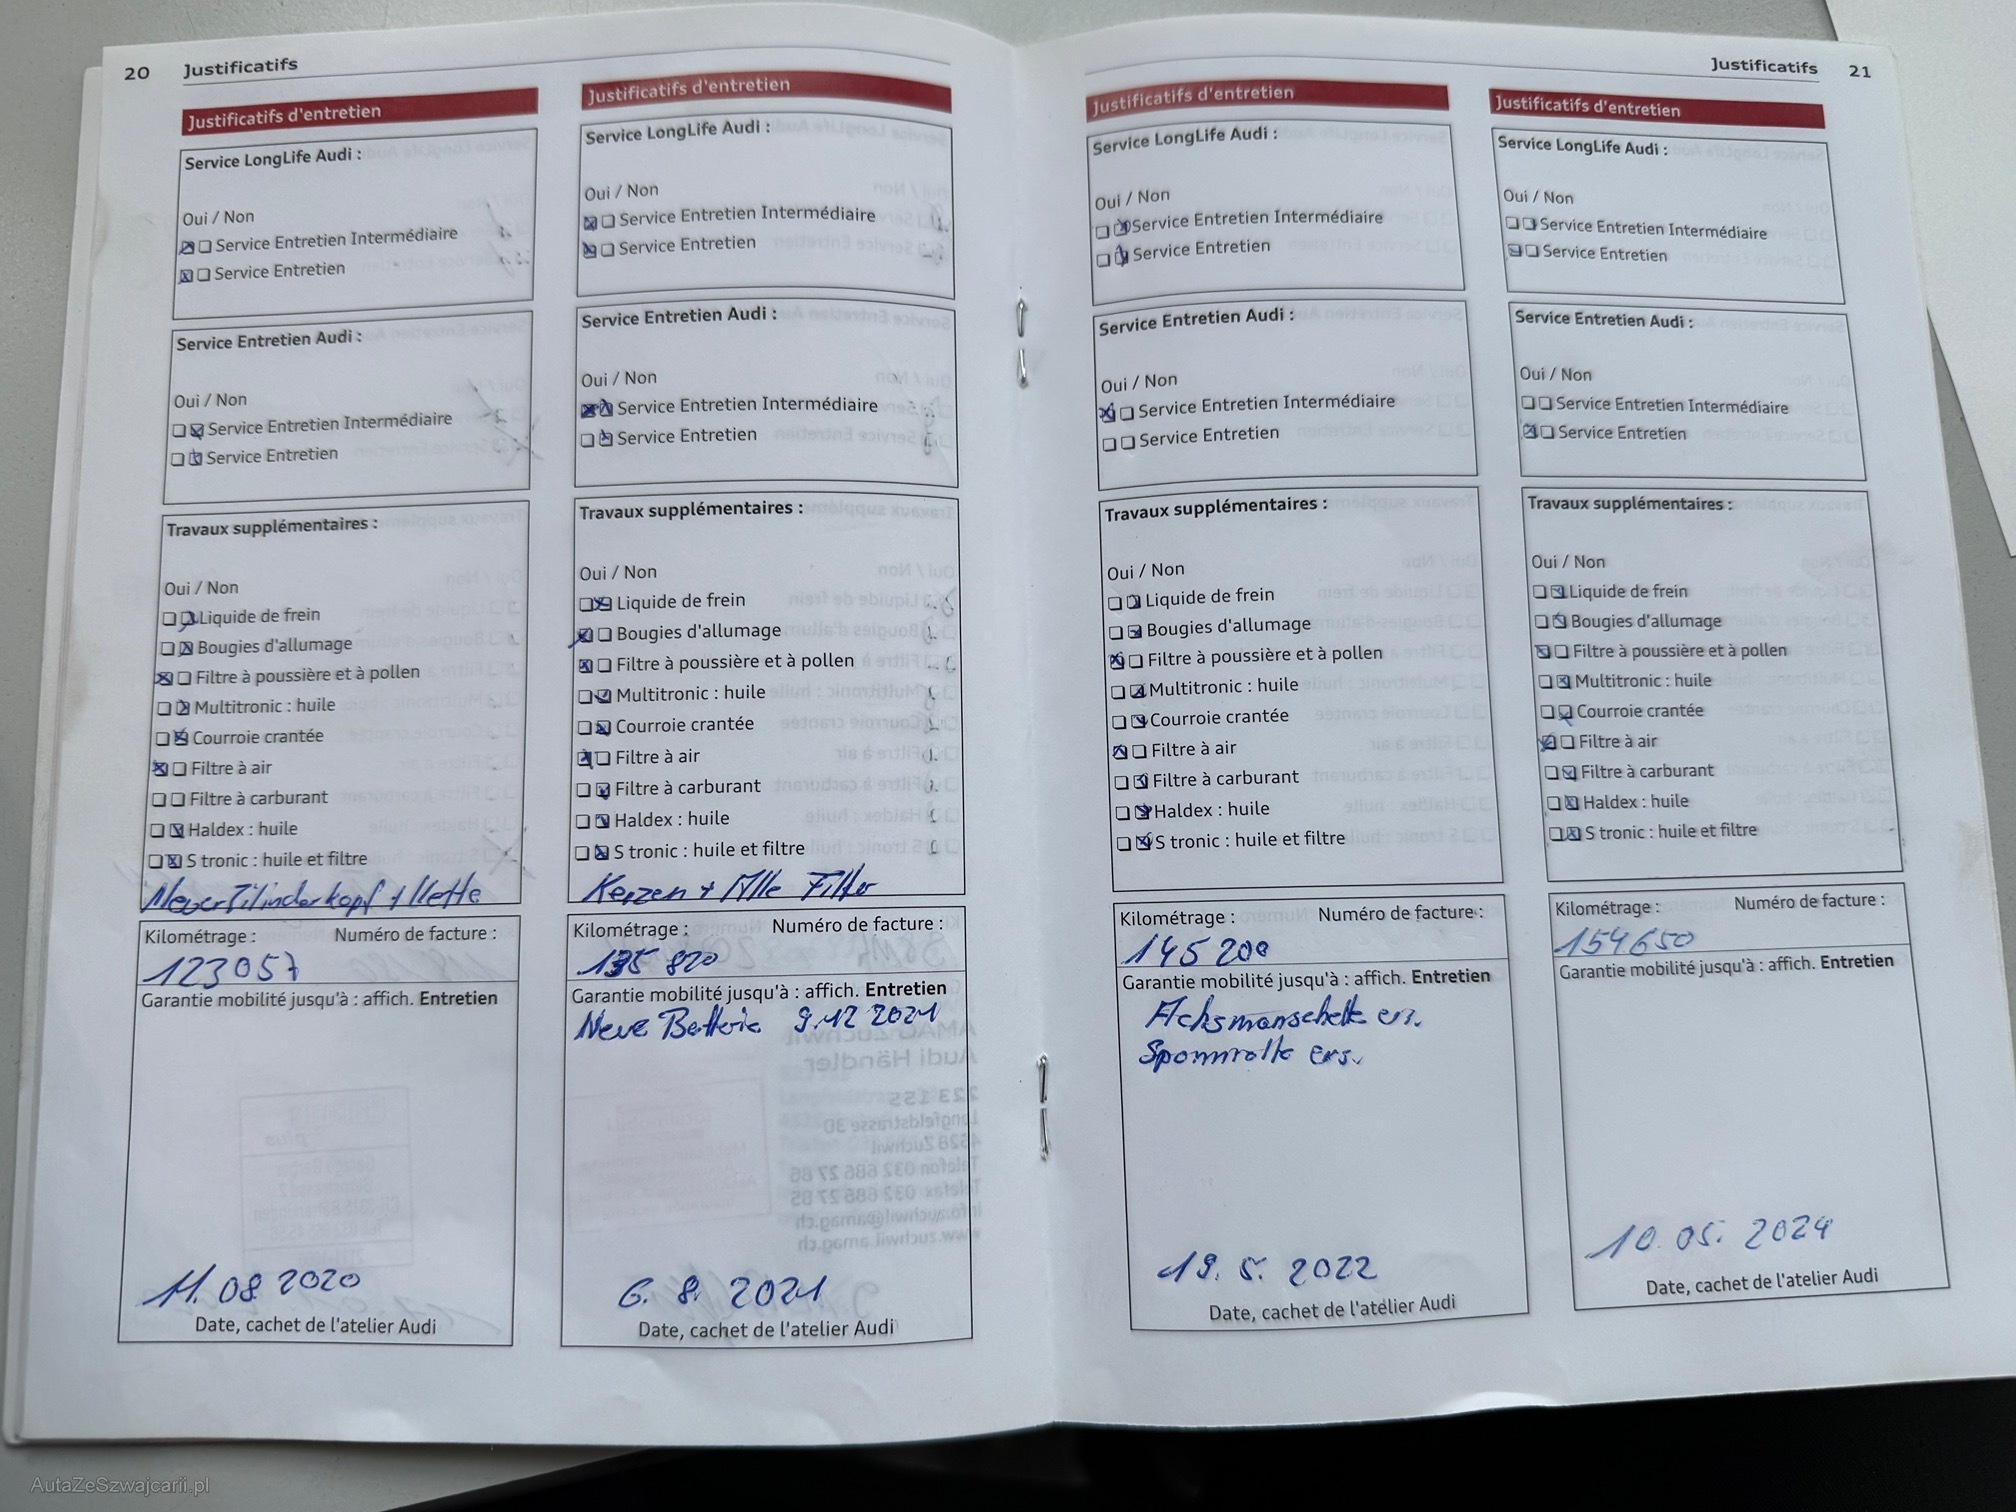 20 Justificatifs
Justificatifs d'entretien
Service LongLife Audi :
Oui / Non
Service Entretien Intermédiaire
Service Entretien
Service Entretien Audi :
Oui / Non
Service Entretien Intermédiaire
Service Entretien
Travaux supplémentaires :
Oui / Non
Liquide de frein
Bougies d'allumage
Filtre à poussière et à pollen
Multitronic : huile
Courroie crantée
Filtre à air
Filtre à carburant
Haldex : huile
S tronic : huile et filtre
Neuer Zilinderkopf + Kette
Kilométrage : Numéro de facture :
123057
Garantie mobilité jusqu'à : affich. Entretien
11. 08 2020
Date, cachet de l'atelier Audi
Justificatifs d'entretien
Service LongLife Audi :
Oui / Non
Service Entretien Intermédiaire
Service Entretien
Service Entretien Audi :
Oui / Non
Service Entretien Intermédiaire
Service Entretien
Travaux supplémentaires :
Oui / Non
Liquide de frein
Bougies d'allumage
Filtre à poussière et à pollen
Multitronic : huile
Courroie crantée
Filtre à air
Filtre à carburant
Haldex : huile
S tronic : huile et filtre
Kerzen + Alle Filter
Kilométrage : Numéro de facture :
135 820
Garantie mobilité jusqu'à : affich. Entretien
Neue Batterie 9.12 2021
6. 8. 2021
Date, cachet de l'atelier Audi
Justificatifs 21
Justificatifs d'entretien
Service LongLife Audi :
Oui / Non
Service Entretien Intermédiaire
Service Entretien
Service Entretien Audi :
Oui / Non
Service Entretien Intermédiaire
Service Entretien
Travaux supplémentaires :
Oui / Non
Liquide de frein
Bougies d'allumage
Filtre à poussière et à pollen
Multitronic : huile
Courroie crantée
Filtre à air
Filtre à carburant
Haldex : huile
S tronic : huile et filtre
Kilométrage : Numéro de facture :
145 200
Garantie mobilité jusqu'à : affich. Entretien
Achsmanschette ers.
Spannrolle ers.
19. 5. 2022
Date, cachet de l'atelier Audi
Justificatifs d'entretien
Service LongLife Audi :
Oui / Non
Service Entretien Intermédiaire
Service Entretien
Service Entretien Audi :
Oui / Non
Service Entretien Intermédiaire
Service Entretien
Travaux supplémentaires :
Oui / Non
Liquide de frein
Bougies d'allumage
Filtre à poussière et à pollen
Multitronic : huile
Courroie crantée
Filtre à air
Filtre à carburant
Haldex : huile
S tronic : huile et filtre
Kilométrage : Numéro de facture :
154650
Garantie mobilité jusqu'à : affich. Entretien
10. 05. 2024
Date, cachet de l'atelier Audi
AutaZeSzwajcarii.pl